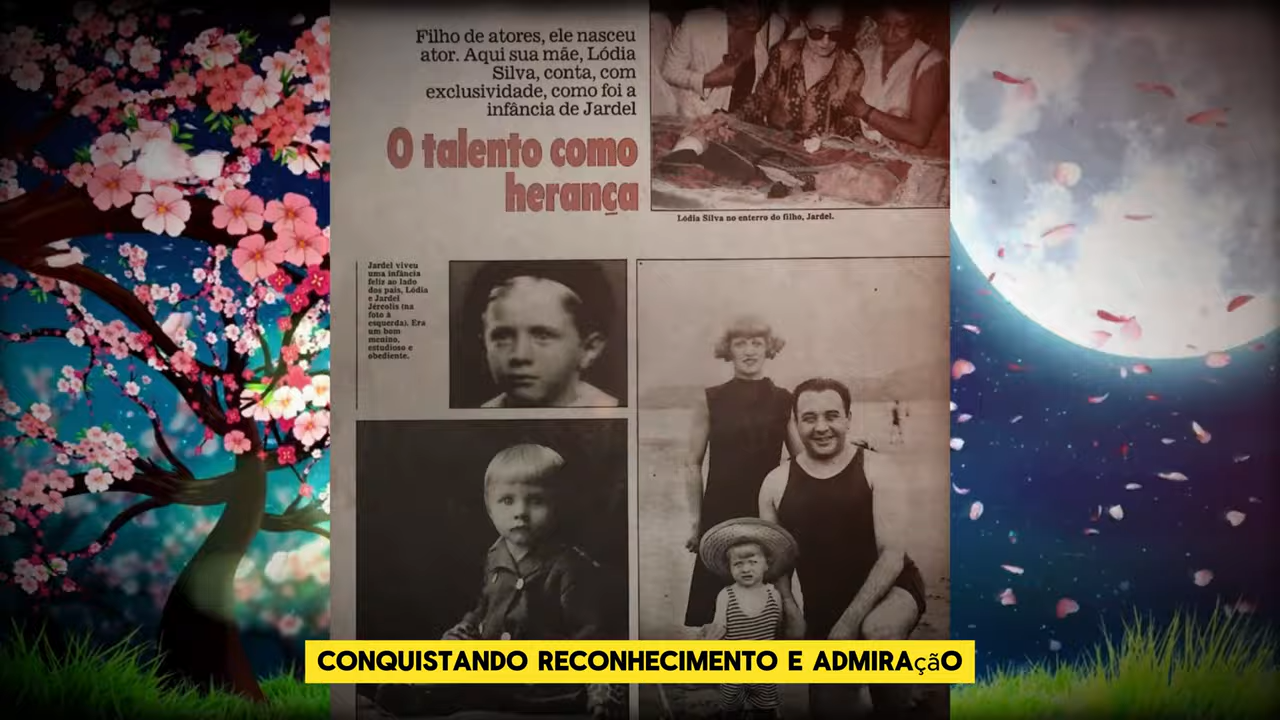 Filho de atores, ele nasceu
ator. Aqui sua mãe, Lódia
Silva, conta, com
exclusividade, como foi a
infância de Jardel
O talento como
herança
Lódia Silva no enterro do filho, Jardel.
Jardel viveu
uma infância
feliz ao lado
dos pais, Lódia
e Jardel
Jércolis (na
foto à
esquerda). Era
um bom
menino,
estudioso e
obediente.
CONQUISTANDO RECONHECIMENTO E ADMIRAçãO